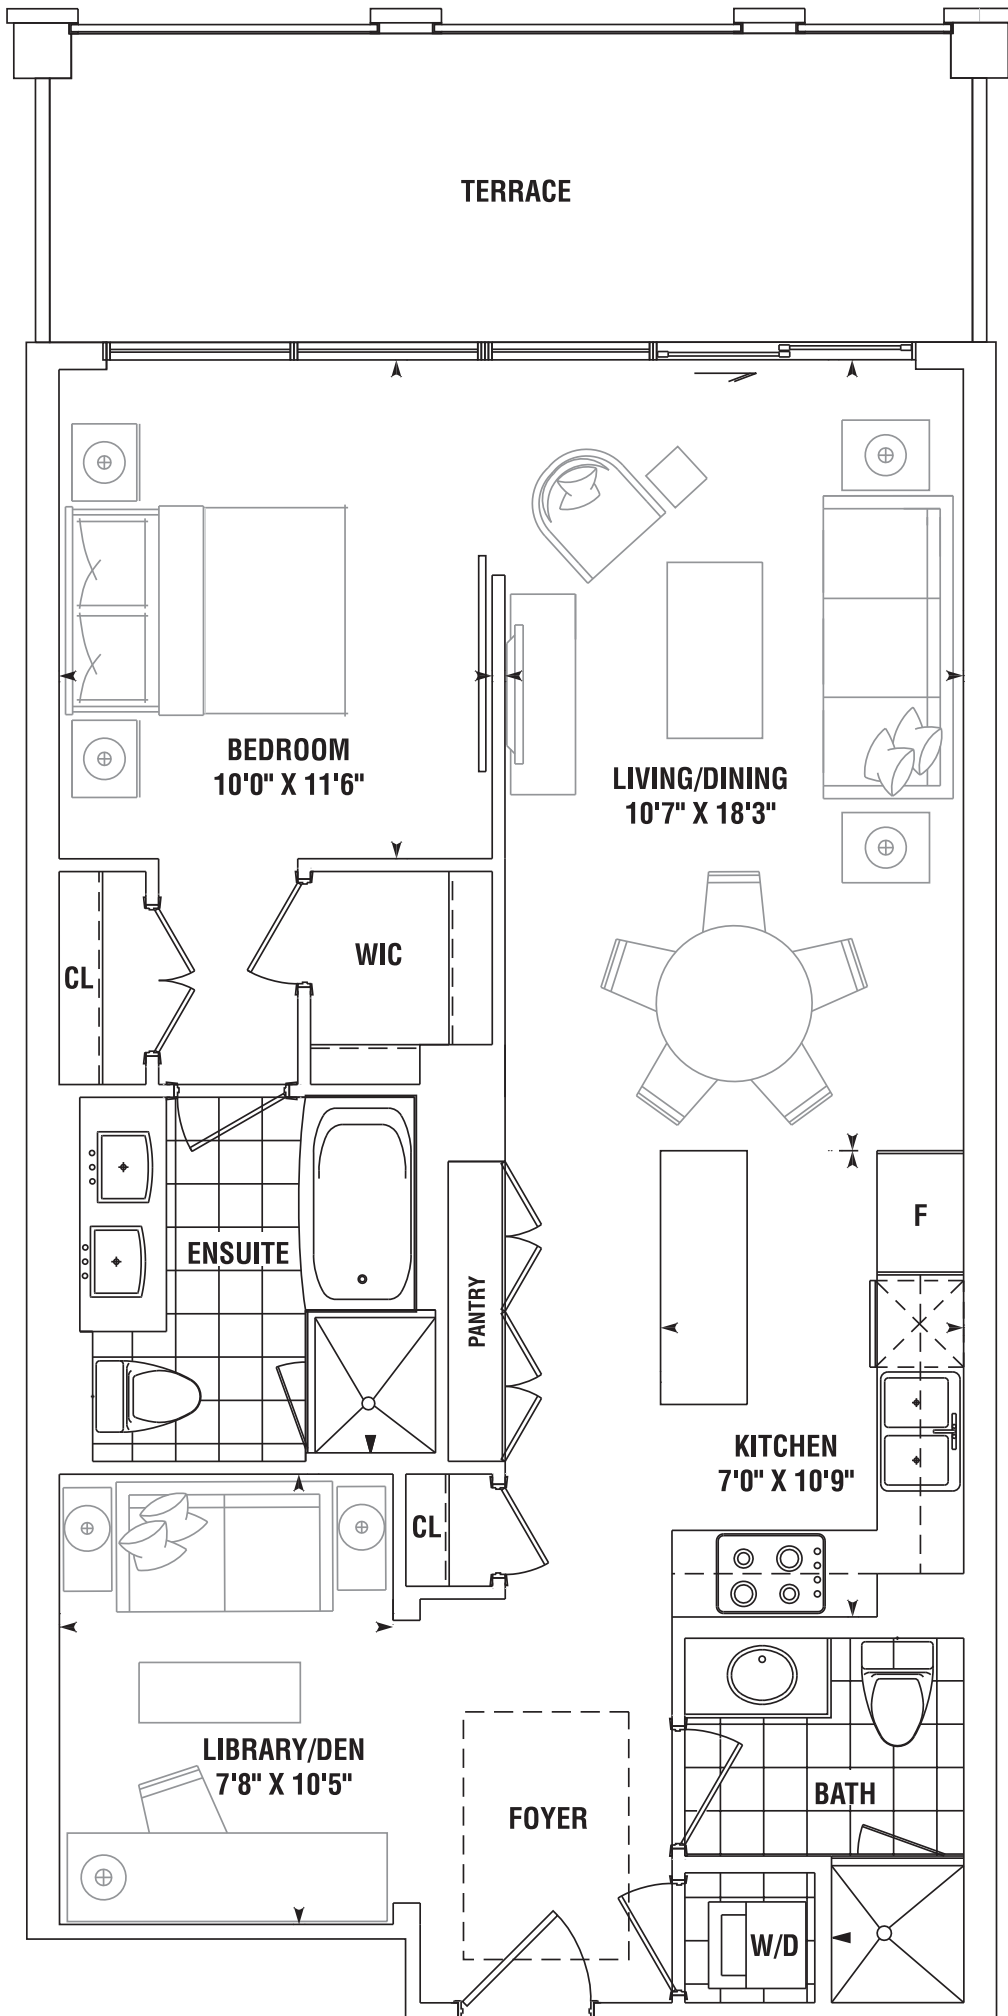 TERRACE
BEDROOM
10'0" X 11'6"
LIVING/DINING
10'7" X 18'3"
CL
WIC
ENSUITE
PANTRY
F
KITCHEN
7'0" X 10'9"
CL
LIBRARY/DEN
7'8" X 10'5"
FOYER
BATH
W/D